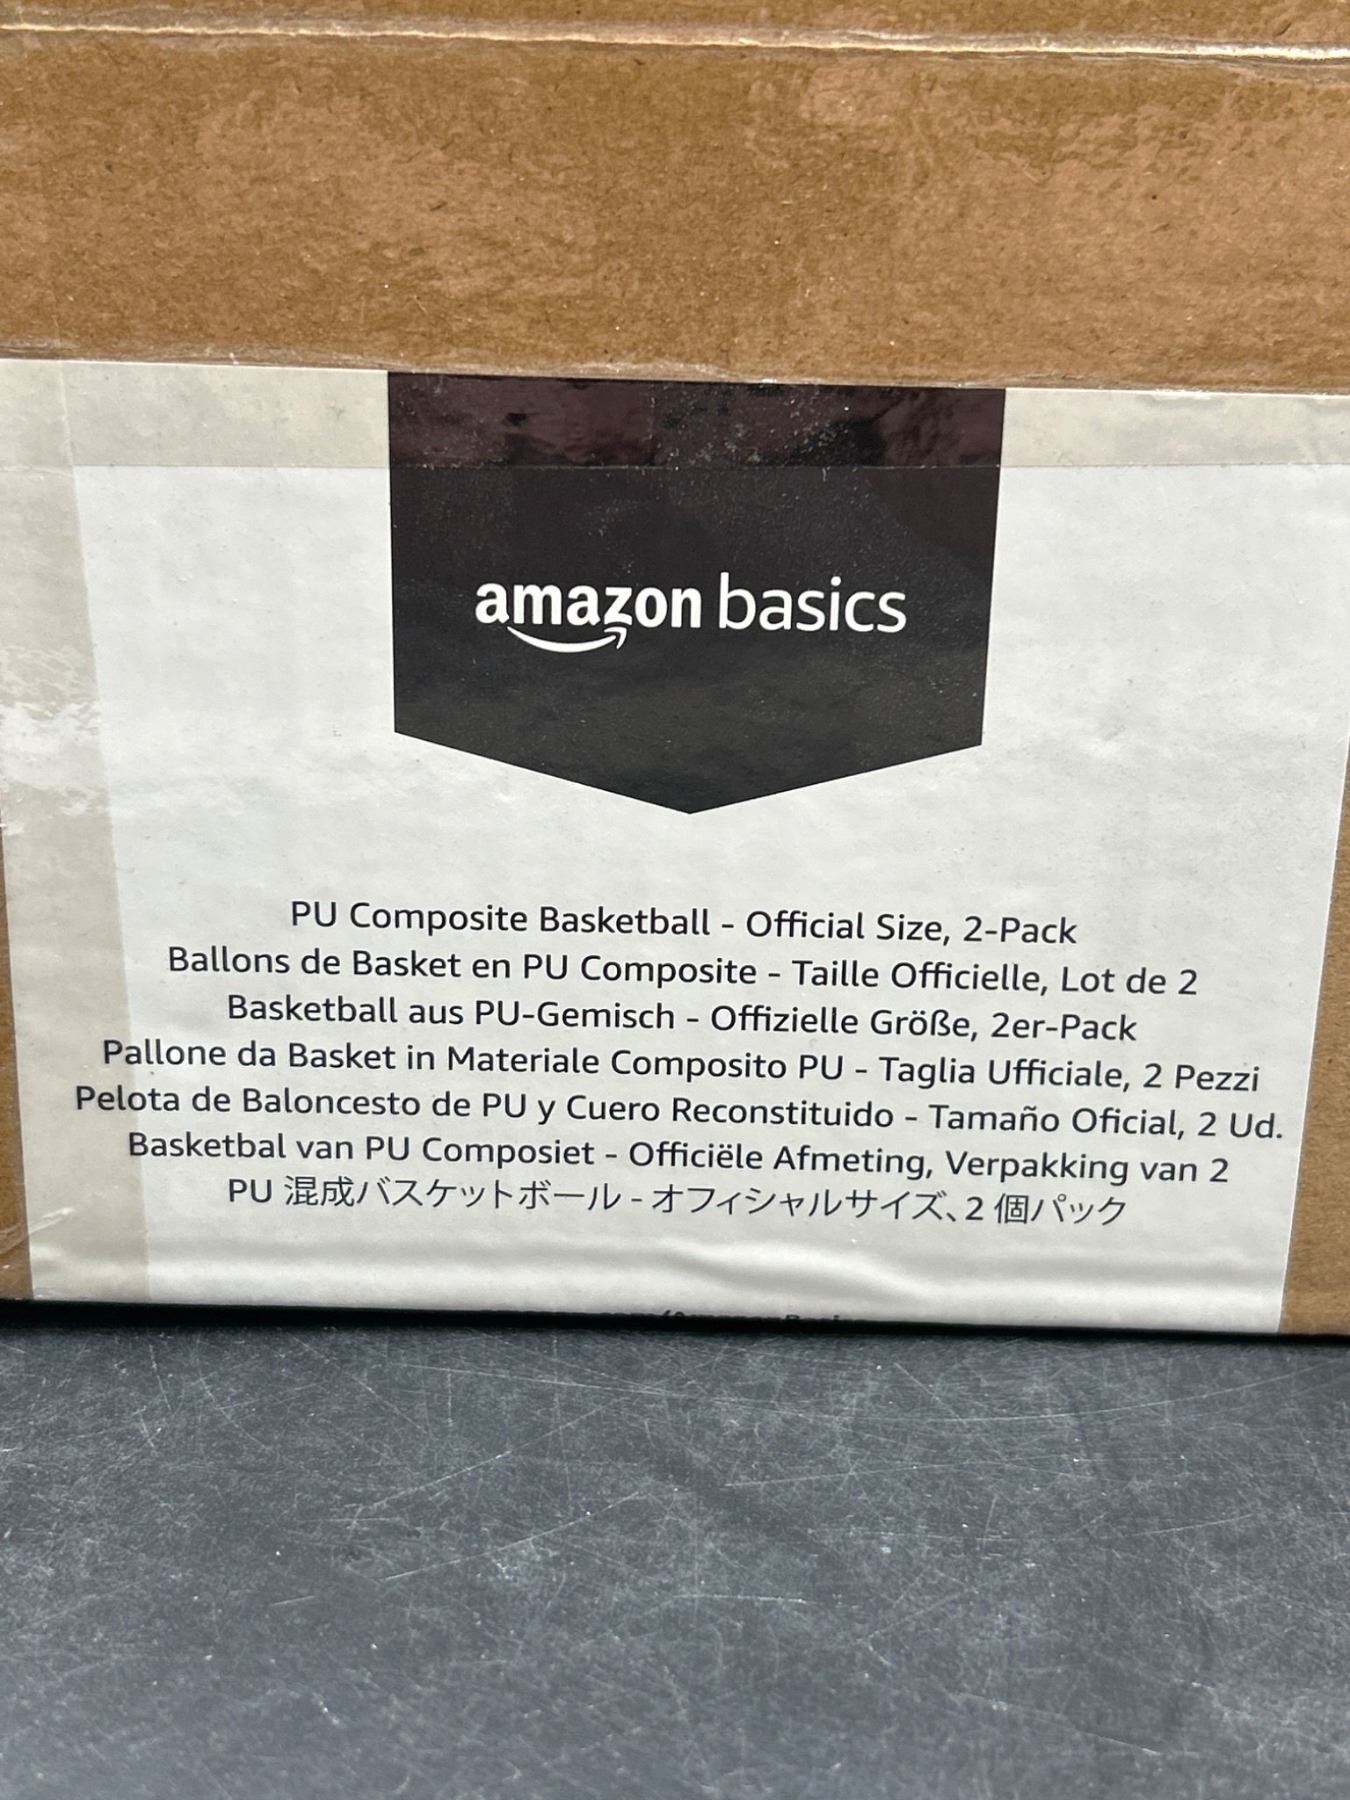 amazon basics
PU Composite Basketball - Official Size, 2-Pack
Ballons de Basket en PU Composite - Taille Officielle, Lot de 2
Basketball aus PU-Gemisch - Offizielle Größe, 2er-Pack
Pallone da Basket in Materiale Composito PU - Taglia Ufficiale, 2 Pezzi
Pelota de Baloncesto de PU y Cuero Reconstituido - Tamaño Oficial, 2 Ud.
Basketbal van PU Composiet - Officiële Afmeting, Verpakking van 2
PU 混成バスケットボール - オフィシャルサイズ、2 個パック